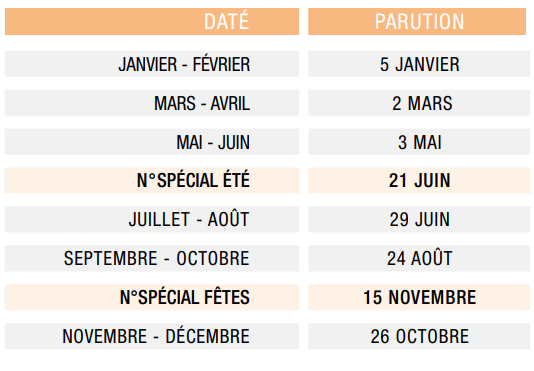 DATÉ PARUTION
JANVIER - FÉVRIER 5 JANVIER
MARS - AVRIL 2 MARS
MAI - JUIN 3 MAI
N°SPÉCIAL ÉTÉ 21 JUIN
JUILLET - AOÛT 29 JUIN
SEPTEMBRE - OCTOBRE 24 AOÛT
N°SPÉCIAL FÊTES 15 NOVEMBRE
NOVEMBRE - DÉCEMBRE 26 OCTOBRE